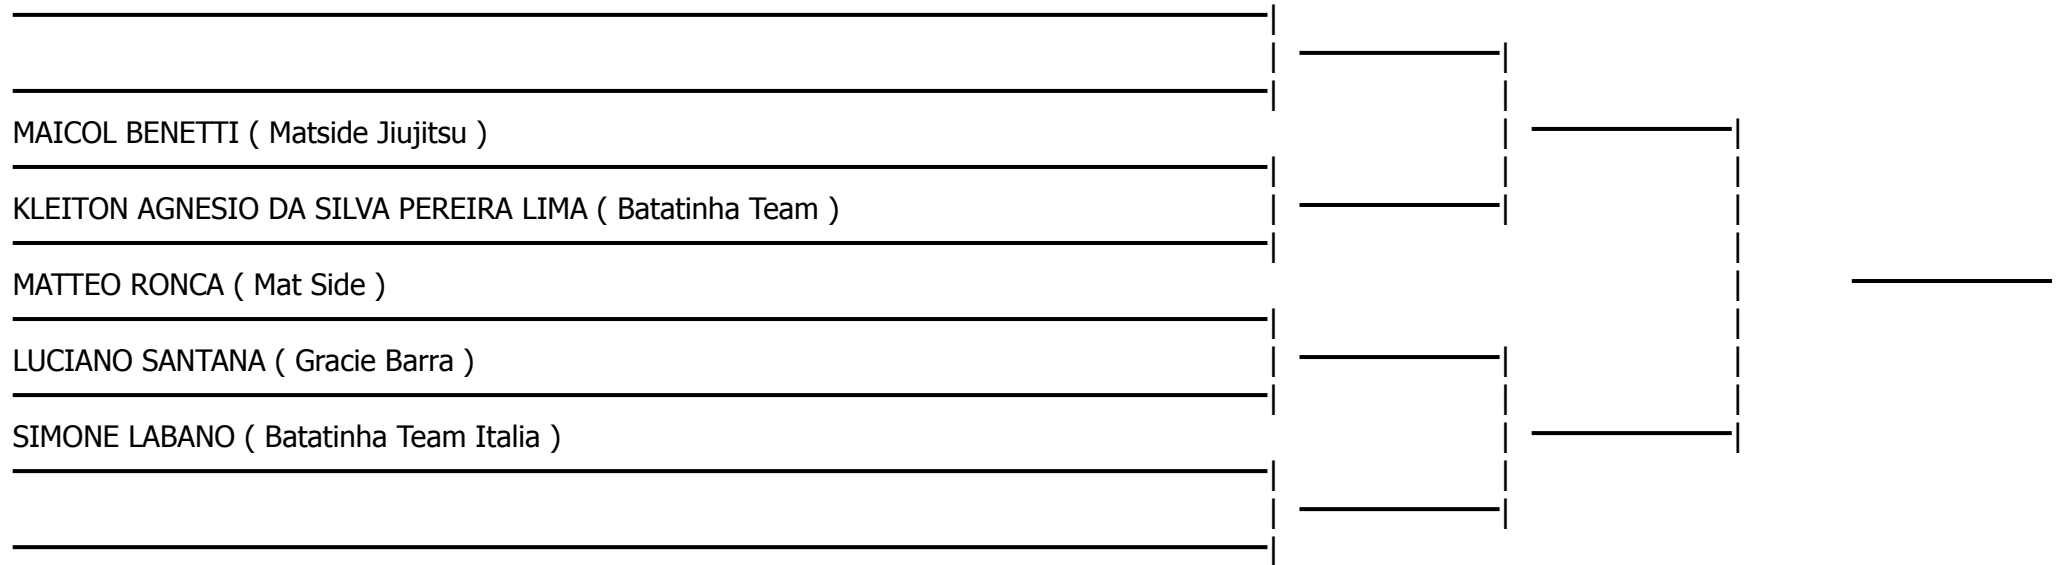 MAICOL BENETTI ( Matside Jiujitsu )
KLEITON AGNESIO DA SILVA PEREIRA LIMA ( Batatinha Team )
MATTEO RONCA ( Mat Side )
LUCIANO SANTANA ( Gracie Barra )
SIMONE LABANO ( Batatinha Team Italia )